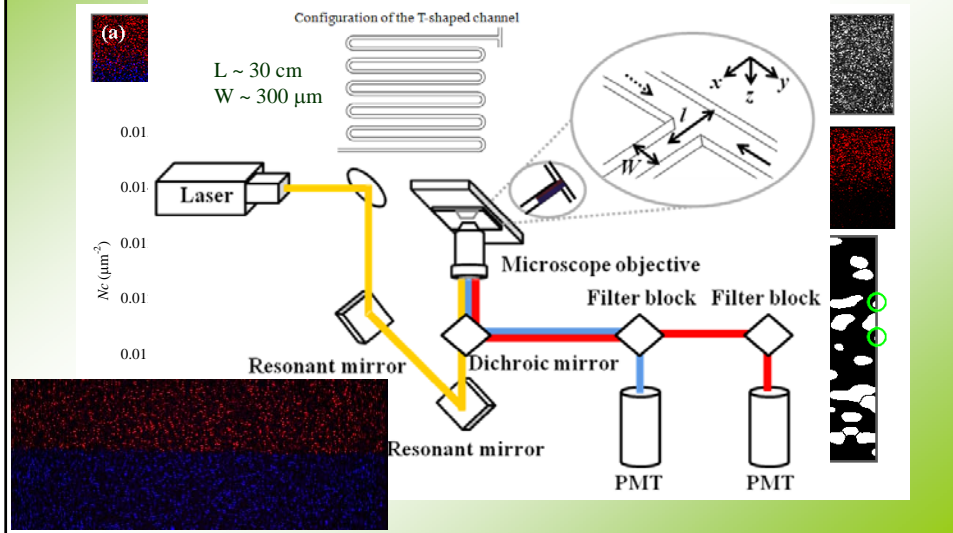 Configuration of the T-shaped channel
(a)
L ~ 30 cm
W ~ 300 μm
x
y
z
l
W
0.01
0.01
0.01
0.01
0.01
Nc (μm-2)
Laser
Microscope objective
Filter block
Filter block
Resonant mirror
Dichroic mirror
Resonant mirror
PMT
PMT